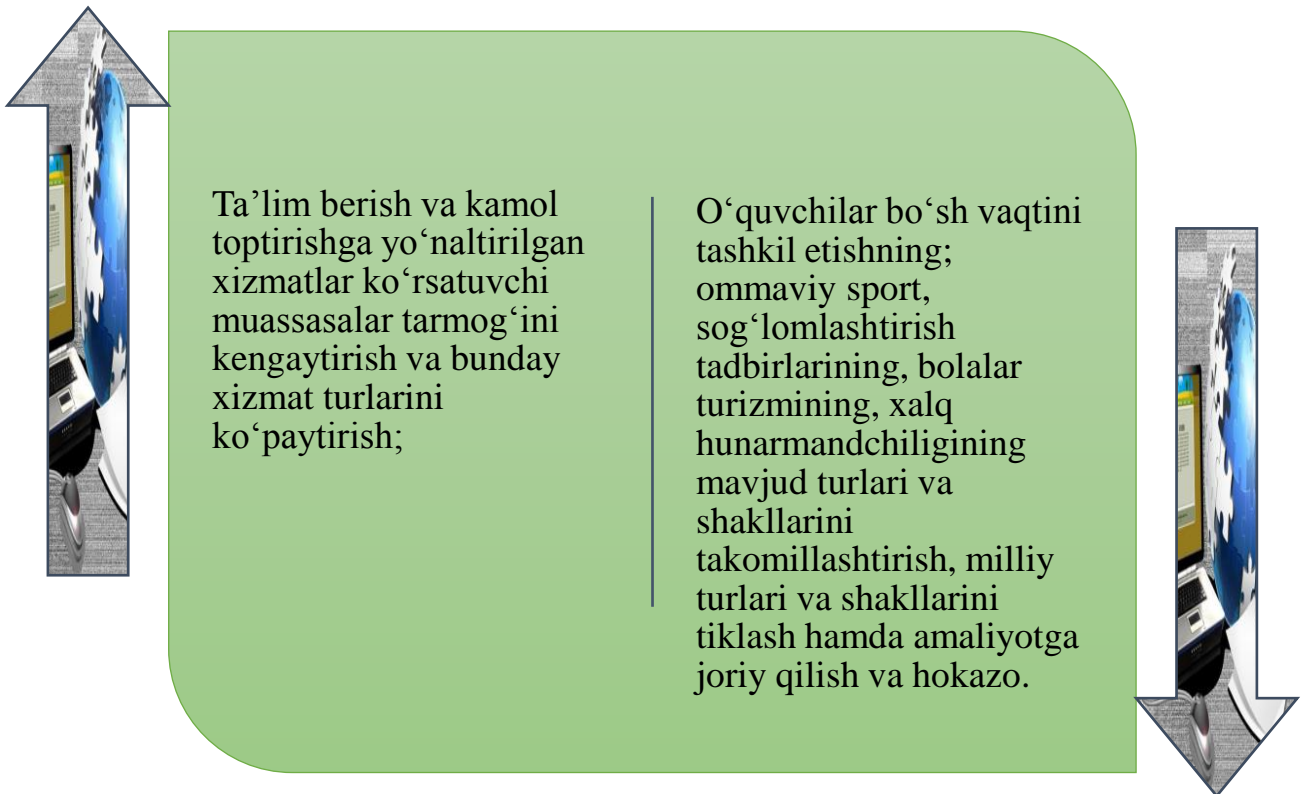 Ta’lim berish va kamol
toptirishga yo‘naltirilgan
xizmatlar ko‘rsatuvchi
muassasalar tarmog‘ini
kengaytirish va bunday
xizmat turlarini
ko‘paytirish;
O‘quvchilar bo‘sh vaqtini
tashkil etishning;
ommaviy sport,
sog‘lomlashtirish
tadbirlarining, bolalar
turizmining, xalq
hunarmandchiligining
mavjud turlari va
shakllarini
takomillashtirish, milliy
turlari va shakllarini
tiklash hamda amaliyotga
joriy qilish va hokazo.